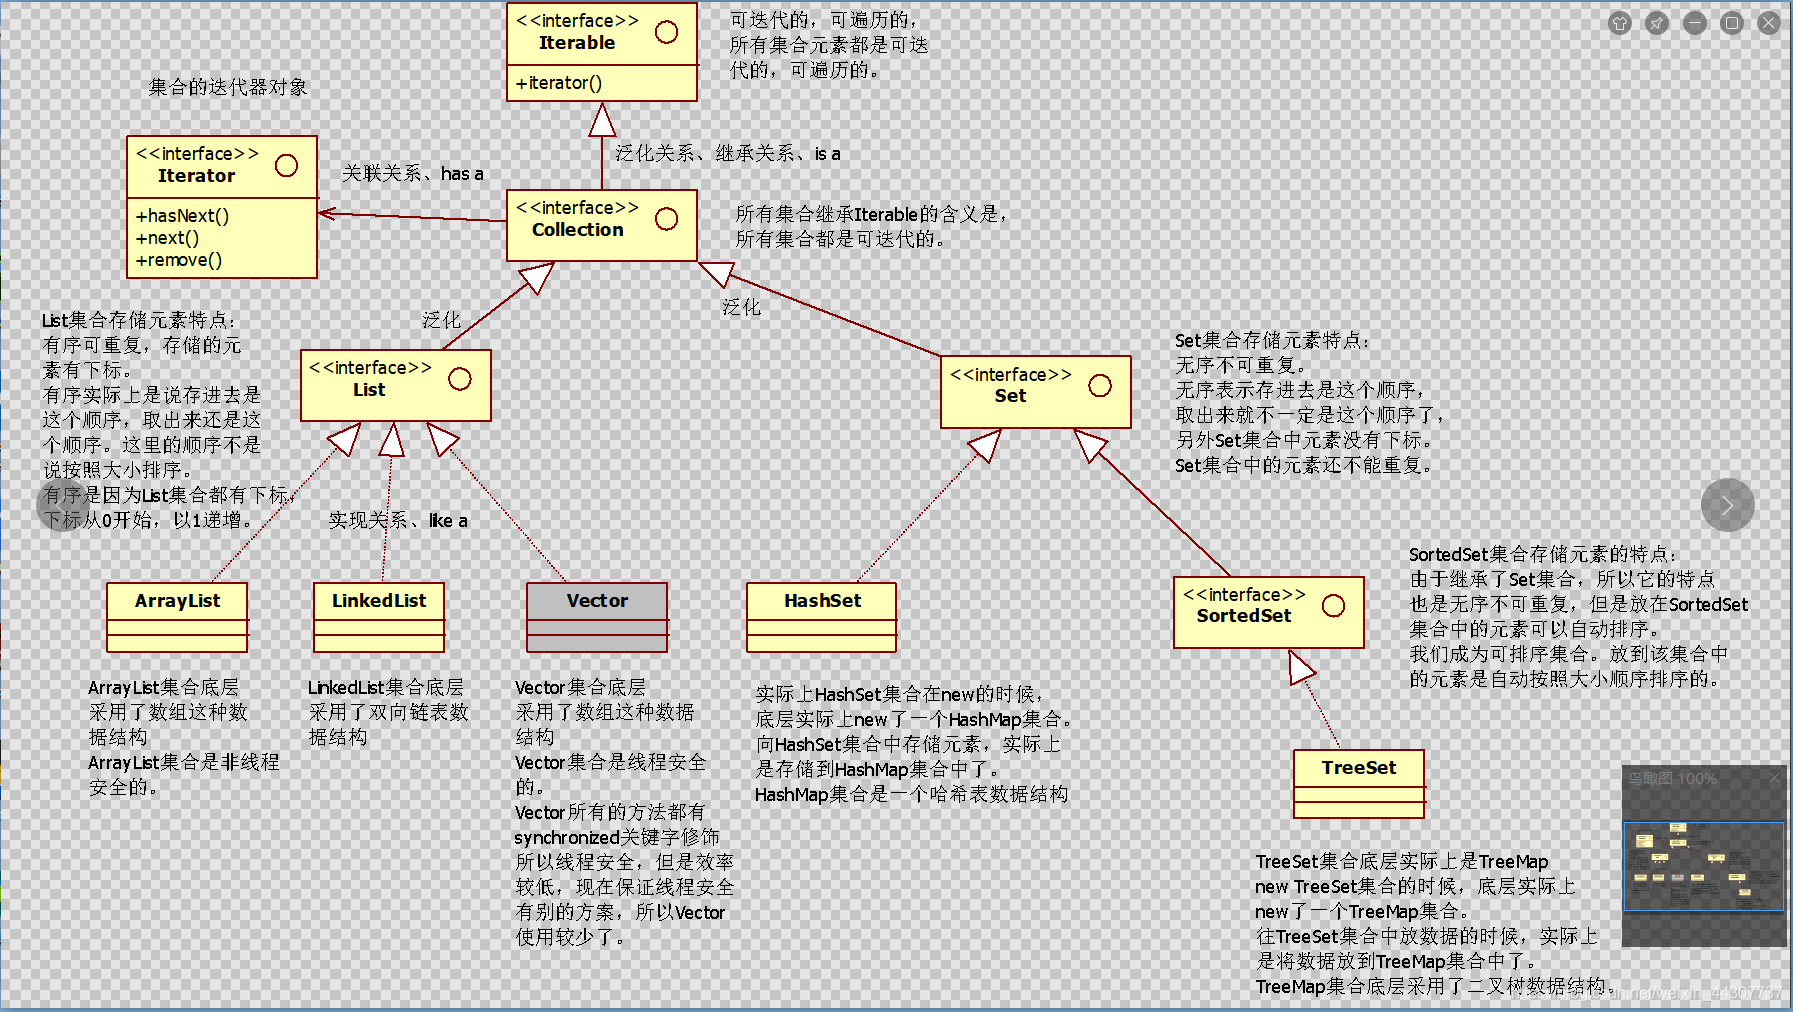 <<interface>>
Iterable
+iterator()
可迭代的，可遍历的，
所有集合元素都是可迭
代的，可遍历的。
集合的迭代器对象
<<interface>>
Iterator
+hasNext()
+next()
+remove()
关联关系、has a
泛化关系、继承关系、is a
<<interface>>
Collection
所有集合继承Iterable的含义是，
所有集合都是可迭代的。
泛化
泛化
List集合存储元素特点：
有序可重复，存储的元
素有下标。
有序实际上是说存进去是
这个顺序，取出来还是这
个顺序。这里的顺序不是
说按照大小排序。
有序是因为List集合都有下标，
下标从0开始，以1递增。
<<interface>>
List
<<interface>>
Set
Set集合存储元素特点：
无序不可重复。
无序表示存进去是这个顺序，
取出来就不一定是这个顺序了，
另外Set集合中元素没有下标。
Set集合中的元素还不能重复。
实现关系、like a
ArrayList
LinkedList
Vector
HashSet
<<interface>>
SortedSet
SortedSet集合存储元素的特点：
由于继承了Set集合，所以它的特点
也是无序不可重复，但是放在SortedSet
集合中的元素可以自动排序。
我们成为可排序集合。放到该集合中
的元素是自动按照大小顺序排序的。
ArrayList集合底层
采用了数组这种数
据结构
ArrayList集合是非线程
安全的。
LinkedList集合底层
采用了双向链表数
据结构
Vector集合底层
采用了数组这种数据
结构
Vector集合是线程安全
的。
Vector所有的方法都有
synchronized关键字修饰
所以线程安全，但是效率
较低，现在保证线程安全
有别的方案，所以Vector
使用较少了。
实际上HashSet集合在new的时候，
底层实际上new了一个HashMap集合。
向HashSet集合中存储元素，实际上
是存储到HashMap集合中了。
HashMap集合是一个哈希表数据结构
TreeSet
TreeSet集合底层实际上是TreeMap
new TreeSet集合的时候，底层实际上
new了一个TreeMap集合。
往TreeSet集合中放数据的时候，实际上
是将数据放到TreeMap集合中了。
TreeMap集合底层采用了二叉树数据结构。
鸟瞰图 100%